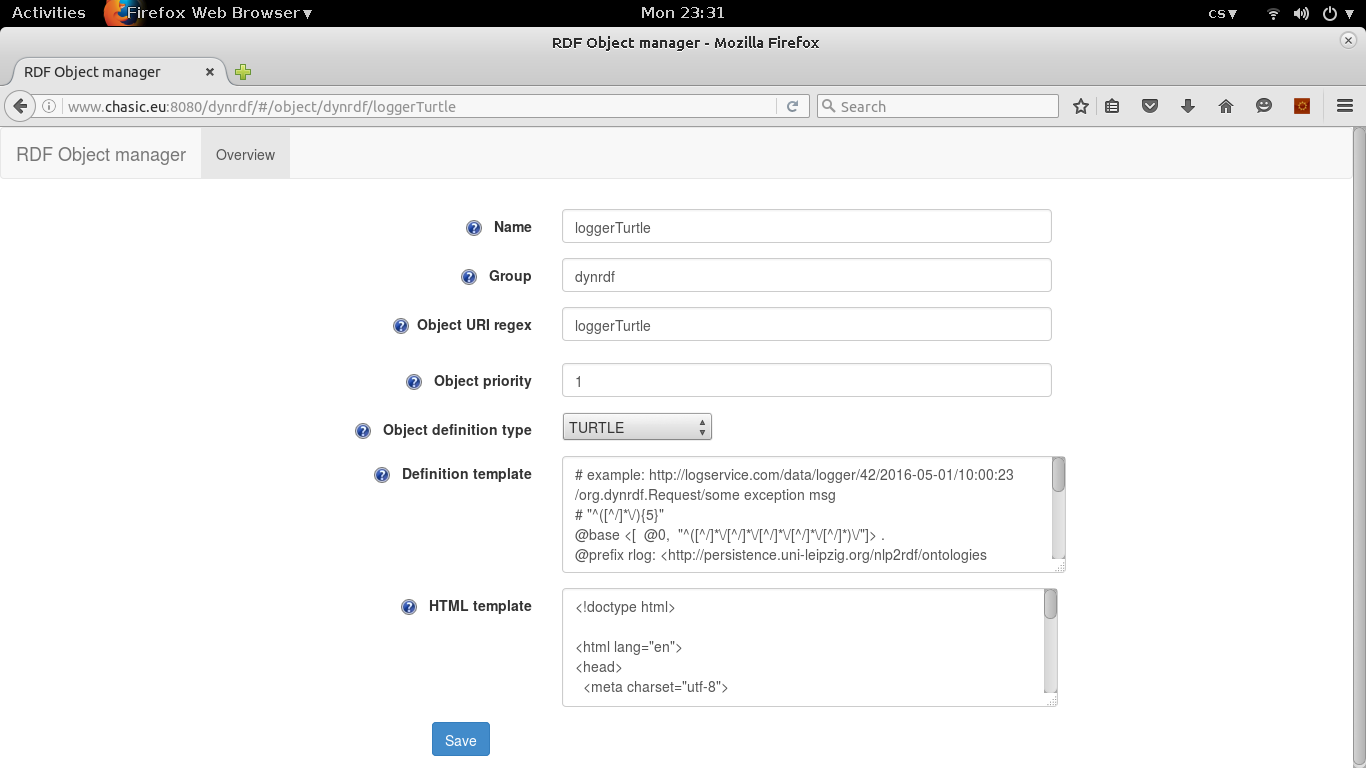 Activities Firefox Web Browser Mon 23:31 cs
RDF Object manager - Mozilla Firefox
RDF Object manager
www.chasic.eu:8080/dynrdf/#/object/dynrdf/loggerTurtle Search
RDF Object manager Overview
Name loggerTurtle
Group dynrdf
Object URI regex loggerTurtle
Object priority 1
Object definition type TURTLE
Definition template # example: http://logservice.com/data/logger/42/2016-05-01/10:00:23
/org.dynrdf.Request/some exception msg
# "^([^/]*\/){5}"
@base <[  @0,  "^([^/]*\/[^/]*\/[^/]*\/[^/]*\/[^/]*)\/"]> .
@prefix rlog: <http://persistence.uni-leipzig.org/nlp2rdf/ontologies
HTML template <!doctype html>
<html lang="en">
<head>
<meta charset="utf-8">
Save